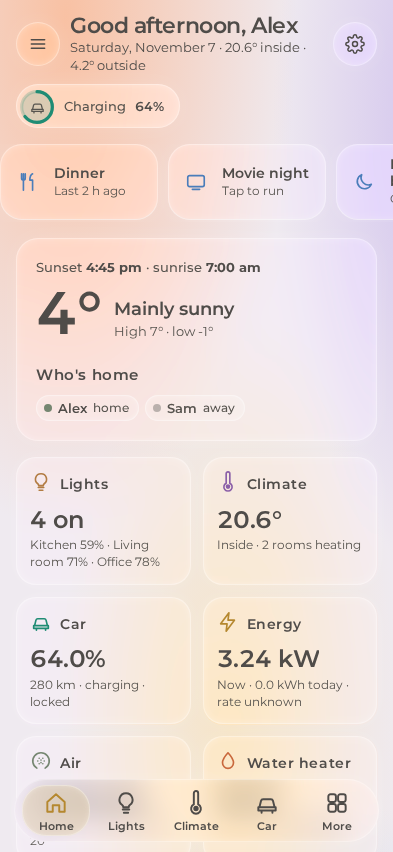 Good afternoon, Alex
Saturday, November 7 · 20.6° inside ·
4.2° outside
Charging 64%
Dinner
Last 2 h ago
Movie night
Tap to run
Sunset 4:45 pm · sunrise 7:00 am
4°
Mainly sunny
High 7° · low -1°
Who's home
Alex home
Sam away
Lights
4 on
Kitchen 59% · Living
room 71% · Office 78%
Climate
20.6°
Inside · 2 rooms heating
Car
64.0%
280 km · charging ·
locked
Energy
3.24 kW
Now · 0.0 kWh today ·
rate unknown
Air
Water heater
Home
Lights
Climate
Car
More